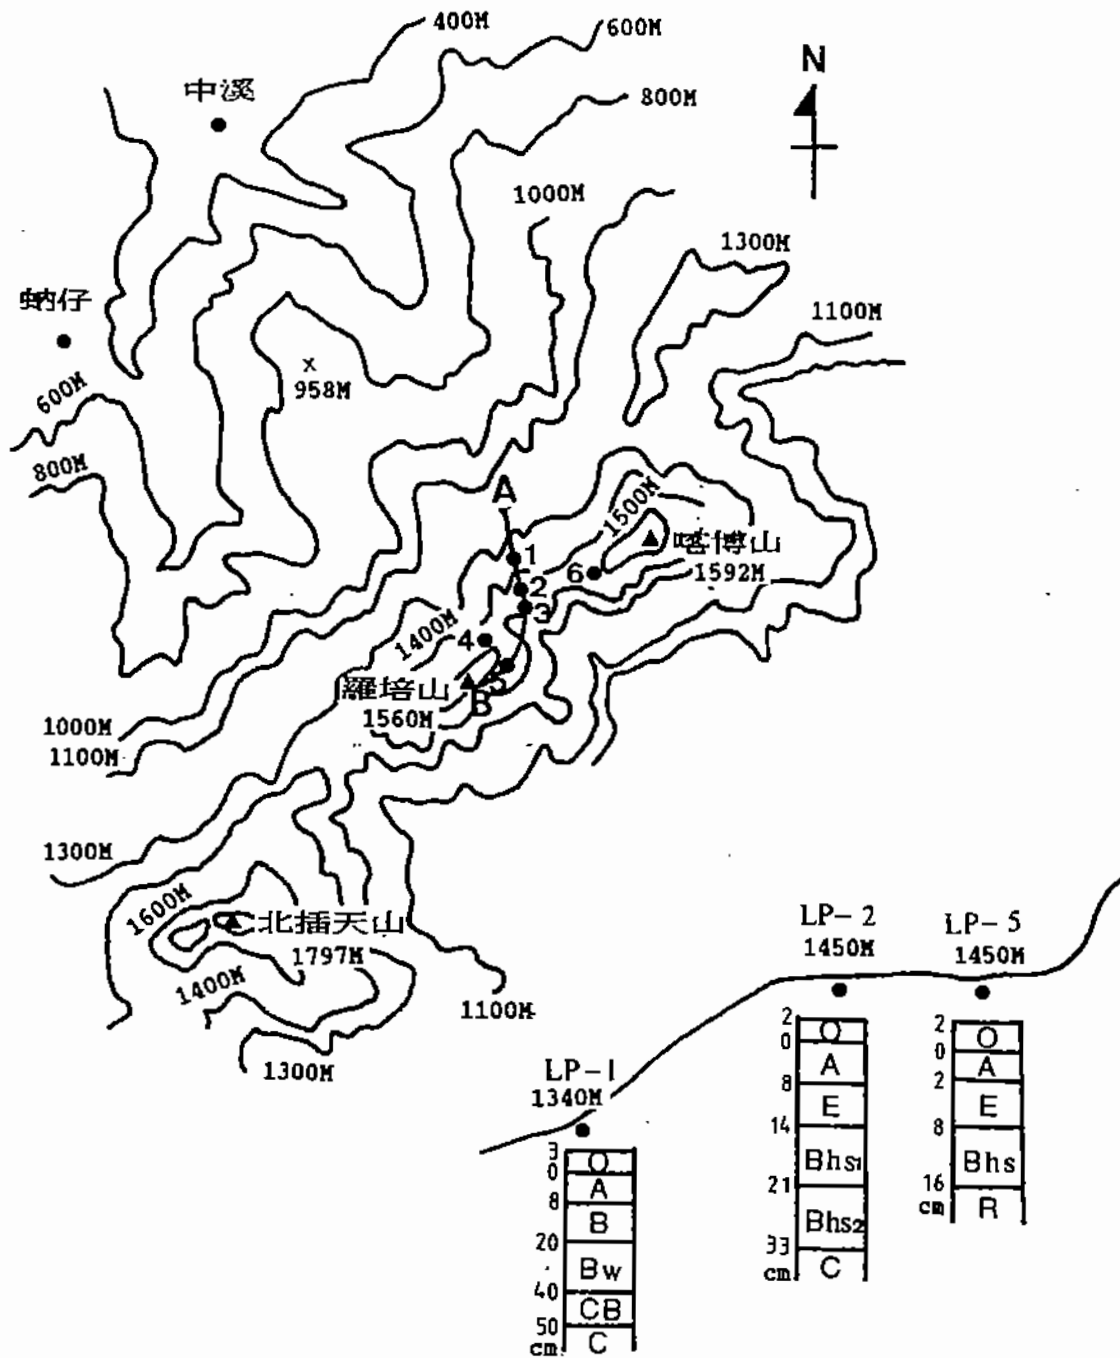 400M
600M
N
中溪
800M
1000M
1300M
蚋仔
1100M
958M
600M
800M
A
1500M
1
喀博山
6
1592M
2
3
1400M
4
羅培山
5
1560M
B
1000M
1100M
1300M
1600M
北插天山
1797M
1400M
1100M
1300M
LP-2
1450M
LP-5
1450M
LP-1
1340M
2
O
0
A
8
E
14
Bhs1
21
Bhs2
33
cm
C
2
O
0
A
2
E
8
Bhs
16
cm
R
3
O
0
A
8
B
20
Bw
40
CB
50
cm
C